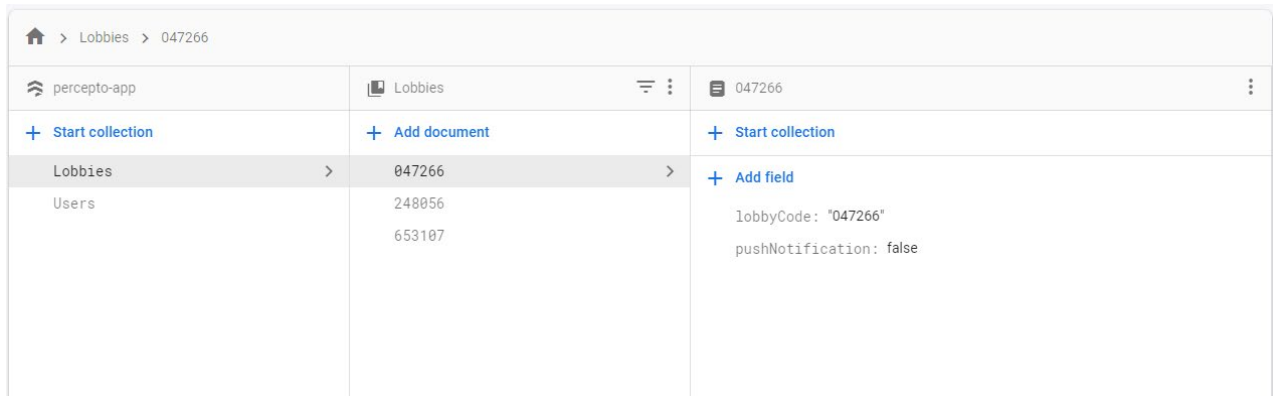 Lobbies > 047266
percepto-app
Lobbies
047266
+ Start collection
+ Add document
+ Start collection
Lobbies
047266
+ Add field
Users
248056
lobbyCode: "047266"
653107
pushNotification: false